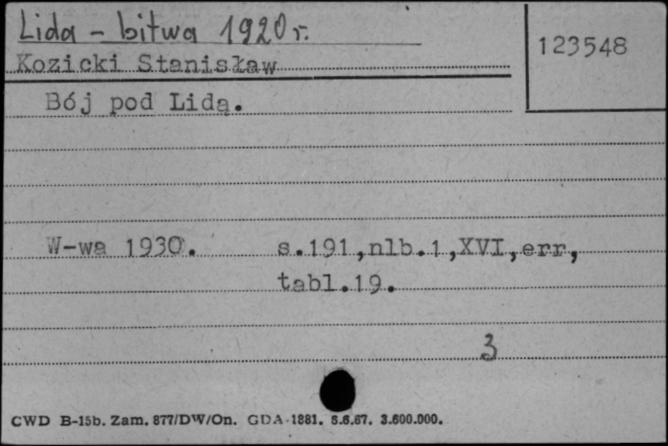 Lida - bitwa 1920 r.
123548
Kozicki Stanisław
Bój pod Lidą.
W-wa 1930. s.191,nlb.1,XVI,err,
tabl.19.
3
CWD B-15b. Zam. 877/DW/On. GDA-1881. 5.6.67. 3.600.000.